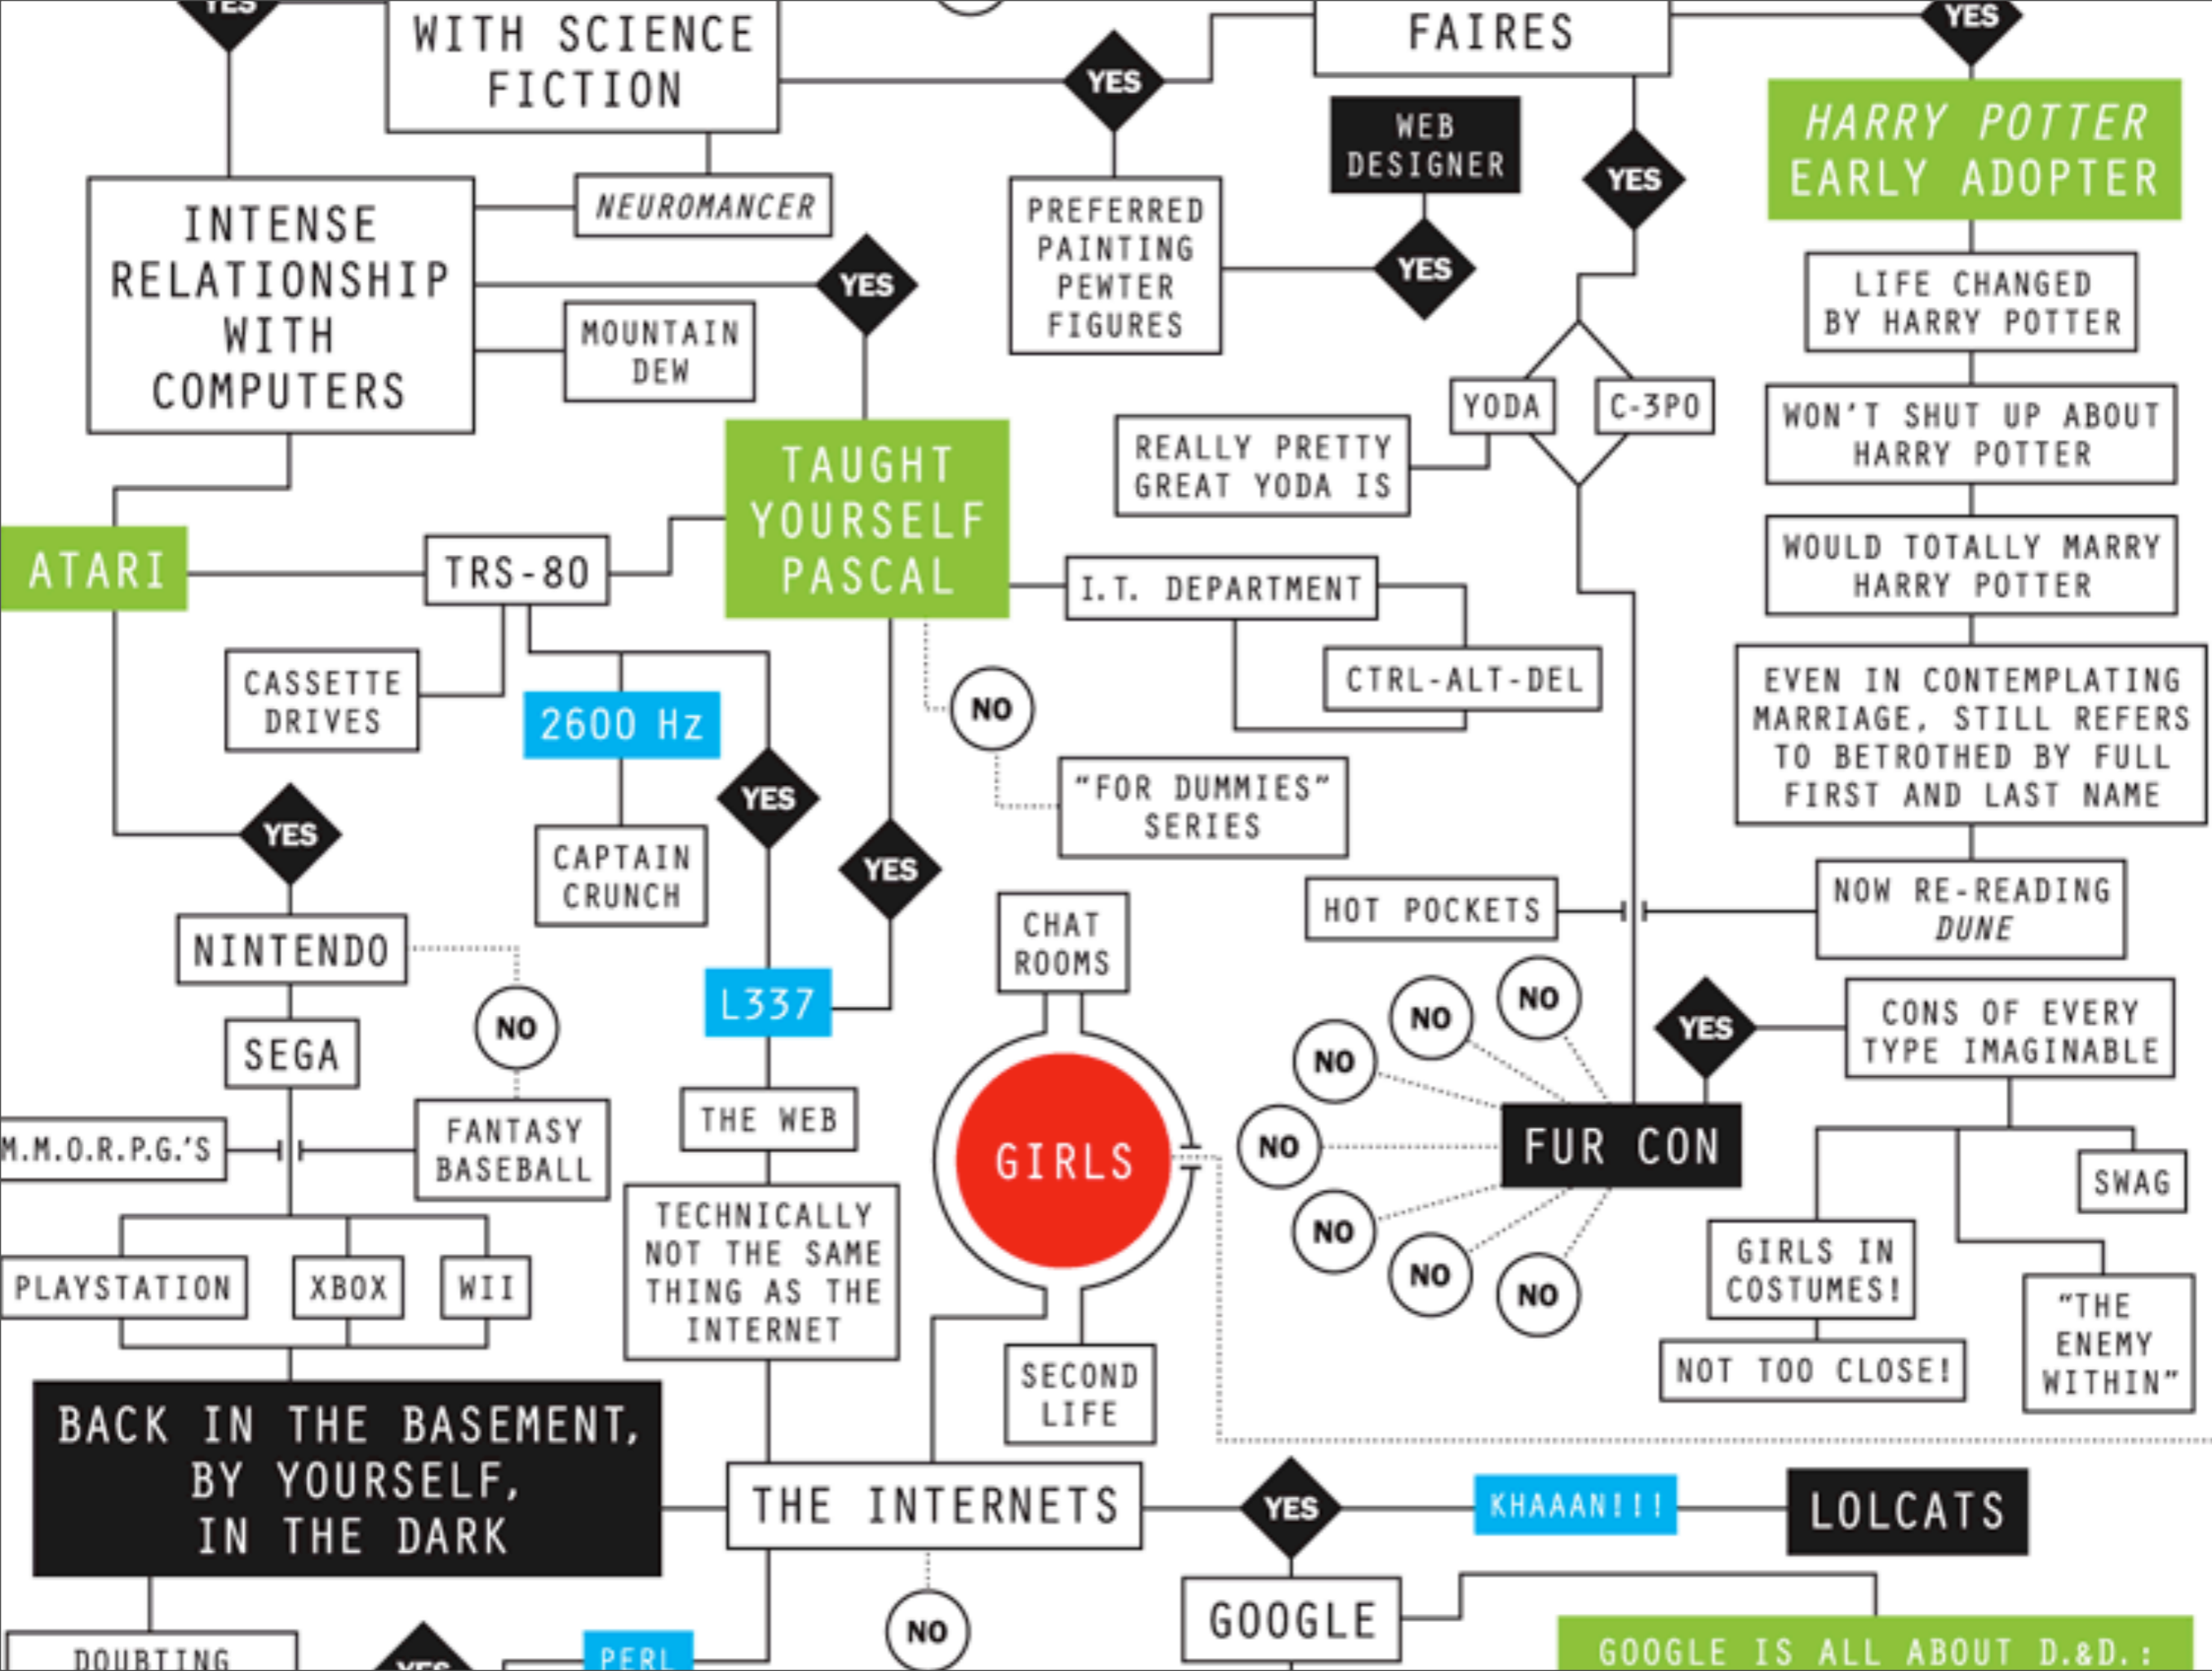 YES
WITH SCIENCE
FICTION
YES
FAIRES
YES
HARRY POTTER
EARLY ADOPTER
WEB
DESIGNER
YES
INTENSE
RELATIONSHIP
WITH
COMPUTERS
NEUROMANCER
YES
MOUNTAIN
DEW
PREFERRED
PAINTING
PEWTER
FIGURES
YES
LIFE CHANGED
BY HARRY POTTER
YODA
C-3PO
WON'T SHUT UP ABOUT
HARRY POTTER
REALLY PRETTY
GREAT YODA IS
TAUGHT
YOURSELF
PASCAL
ATARI
TRS-80
I.T. DEPARTMENT
WOULD TOTALLY MARRY
HARRY POTTER
CASSETTE
DRIVES
2600 Hz
NO
CTRL-ALT-DEL
EVEN IN CONTEMPLATING
MARRIAGE, STILL REFERS
TO BETROTHED BY FULL
FIRST AND LAST NAME
YES
YES
"FOR DUMMIES"
SERIES
CAPTAIN
CRUNCH
YES
CHAT
ROOMS
HOT POCKETS
NOW RE-READING
DUNE
NINTENDO
NO
L337
NO
NO
NO
NO
NO
NO
NO
YES
CONS OF EVERY
TYPE IMAGINABLE
SEGA
M.M.O.R.P.G.'S
FANTASY
BASEBALL
THE WEB
GIRLS
FUR CON
SWAG
TECHNICALLY
NOT THE SAME
THING AS THE
INTERNET
PLAYSTATION
XBOX
WII
GIRLS IN
COSTUMES!
NOT TOO CLOSE!
"THE
ENEMY
WITHIN"
SECOND
LIFE
BACK IN THE BASEMENT,
BY YOURSELF,
IN THE DARK
THE INTERNETS
YES
KHAAAN!!!
LOLCATS
NO
GOOGLE
DOUBTING
YES
PERL
GOOGLE IS ALL ABOUT D.&D.: